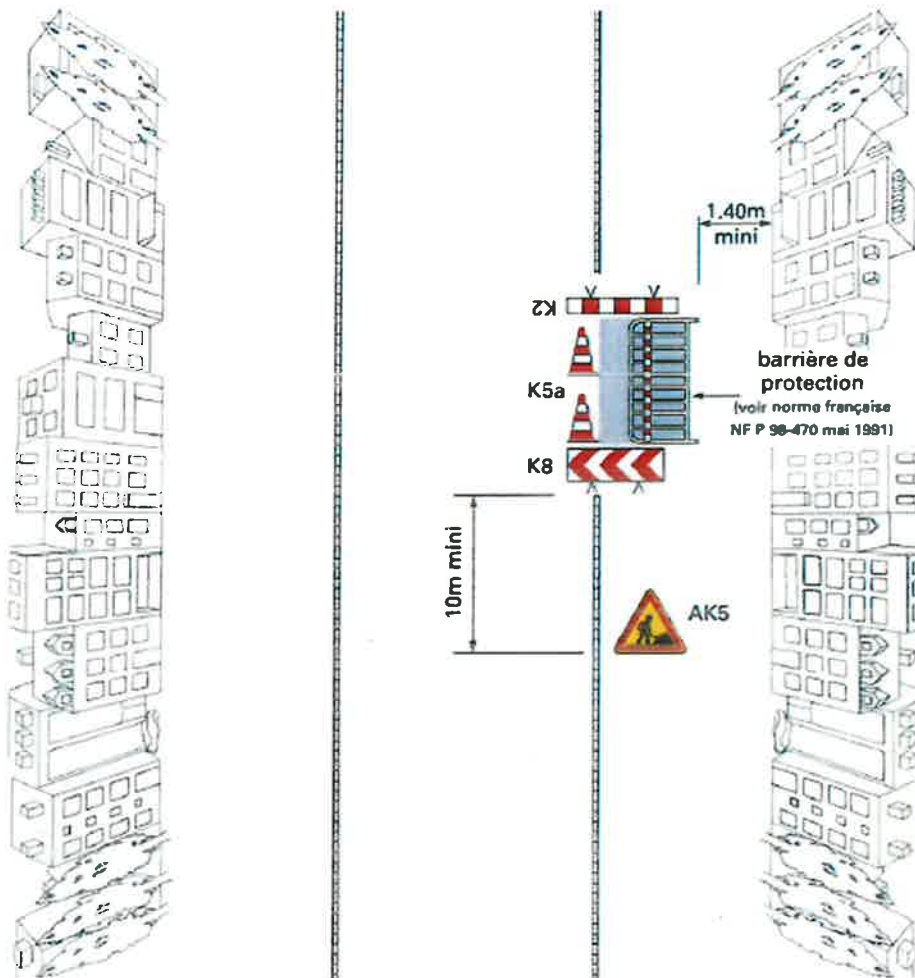 1.40m
mini
K2
K5a
barrière de
protection
(voir norme française
NF P 98-470 mai 1991)
K8
10m mini
AK5